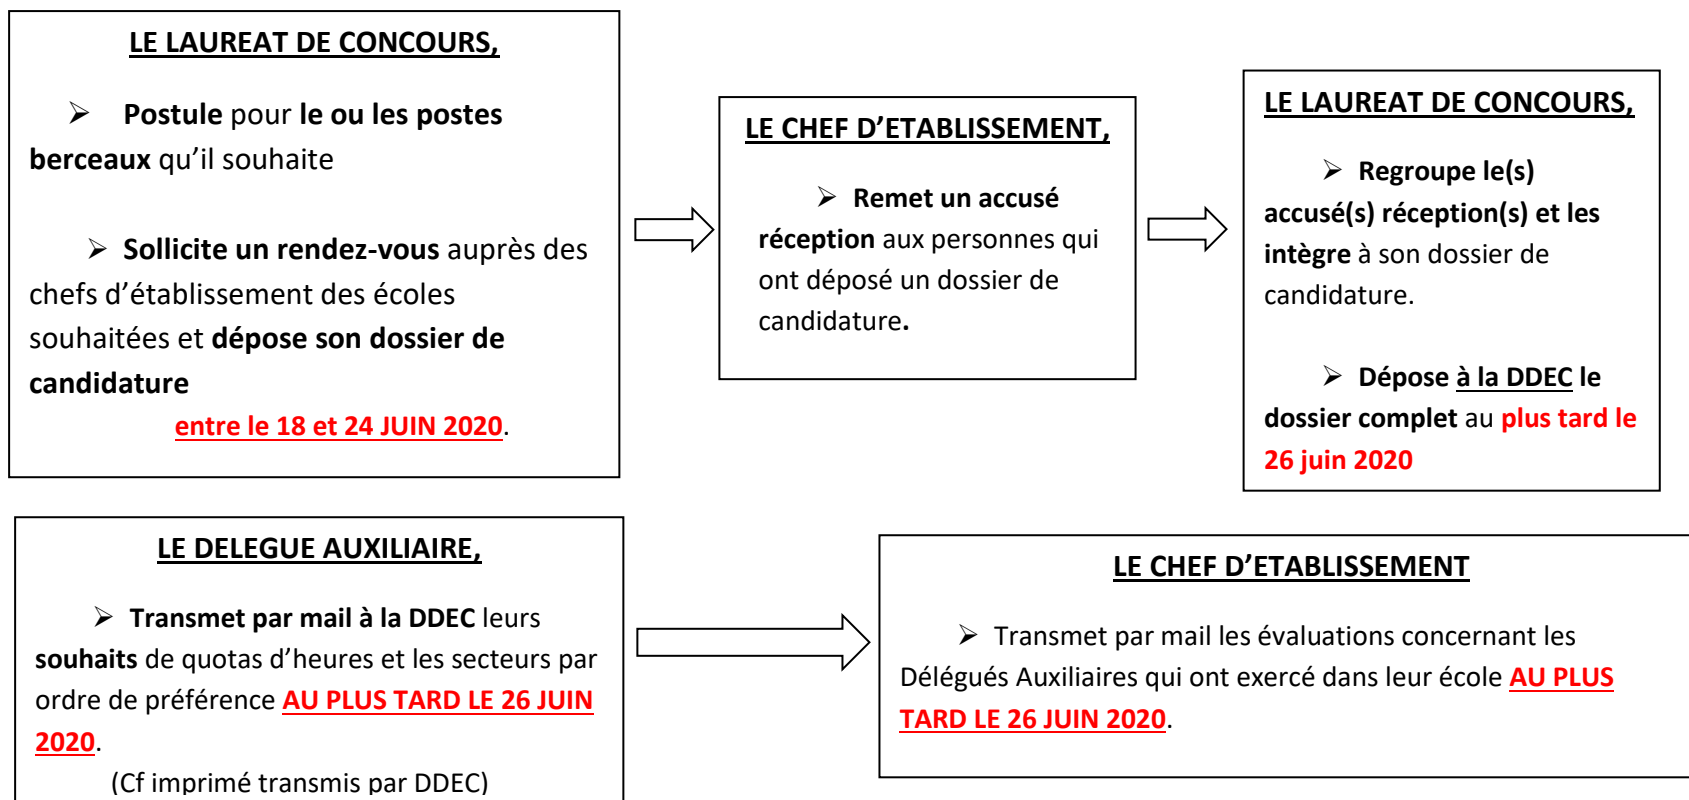 LE LAUREAT DE CONCOURS,
➢ Postule pour le ou les postes
berceaux qu’il souhaite
➢ Sollicite un rendez-vous auprès des
chefs d’établissement des écoles
souhaitées et dépose son dossier de
candidature
entre le 18 et 24 JUIN 2020.
LE CHEF D’ETABLISSEMENT,
➢ Remet un accusé
réception aux personnes qui
ont déposé un dossier de
candidature.
LE LAUREAT DE CONCOURS,
➢ Regroupe le(s)
accusé(s) réception(s) et les
intègre à son dossier de
candidature.
➢ Dépose à la DDEC le
dossier complet au plus tard le
26 juin 2020
LE DELEGUE AUXILIAIRE,
➢ Transmet par mail à la DDEC leurs
souhaits de quotas d’heures et les secteurs par
ordre de préférence AU PLUS TARD LE 26 JUIN
2020.
(Cf imprimé transmis par DDEC)
LE CHEF D’ETABLISSEMENT
➢ Transmet par mail les évaluations concernant les
Délégués Auxiliaires qui ont exercé dans leur école AU PLUS
TARD LE 26 JUIN 2020.